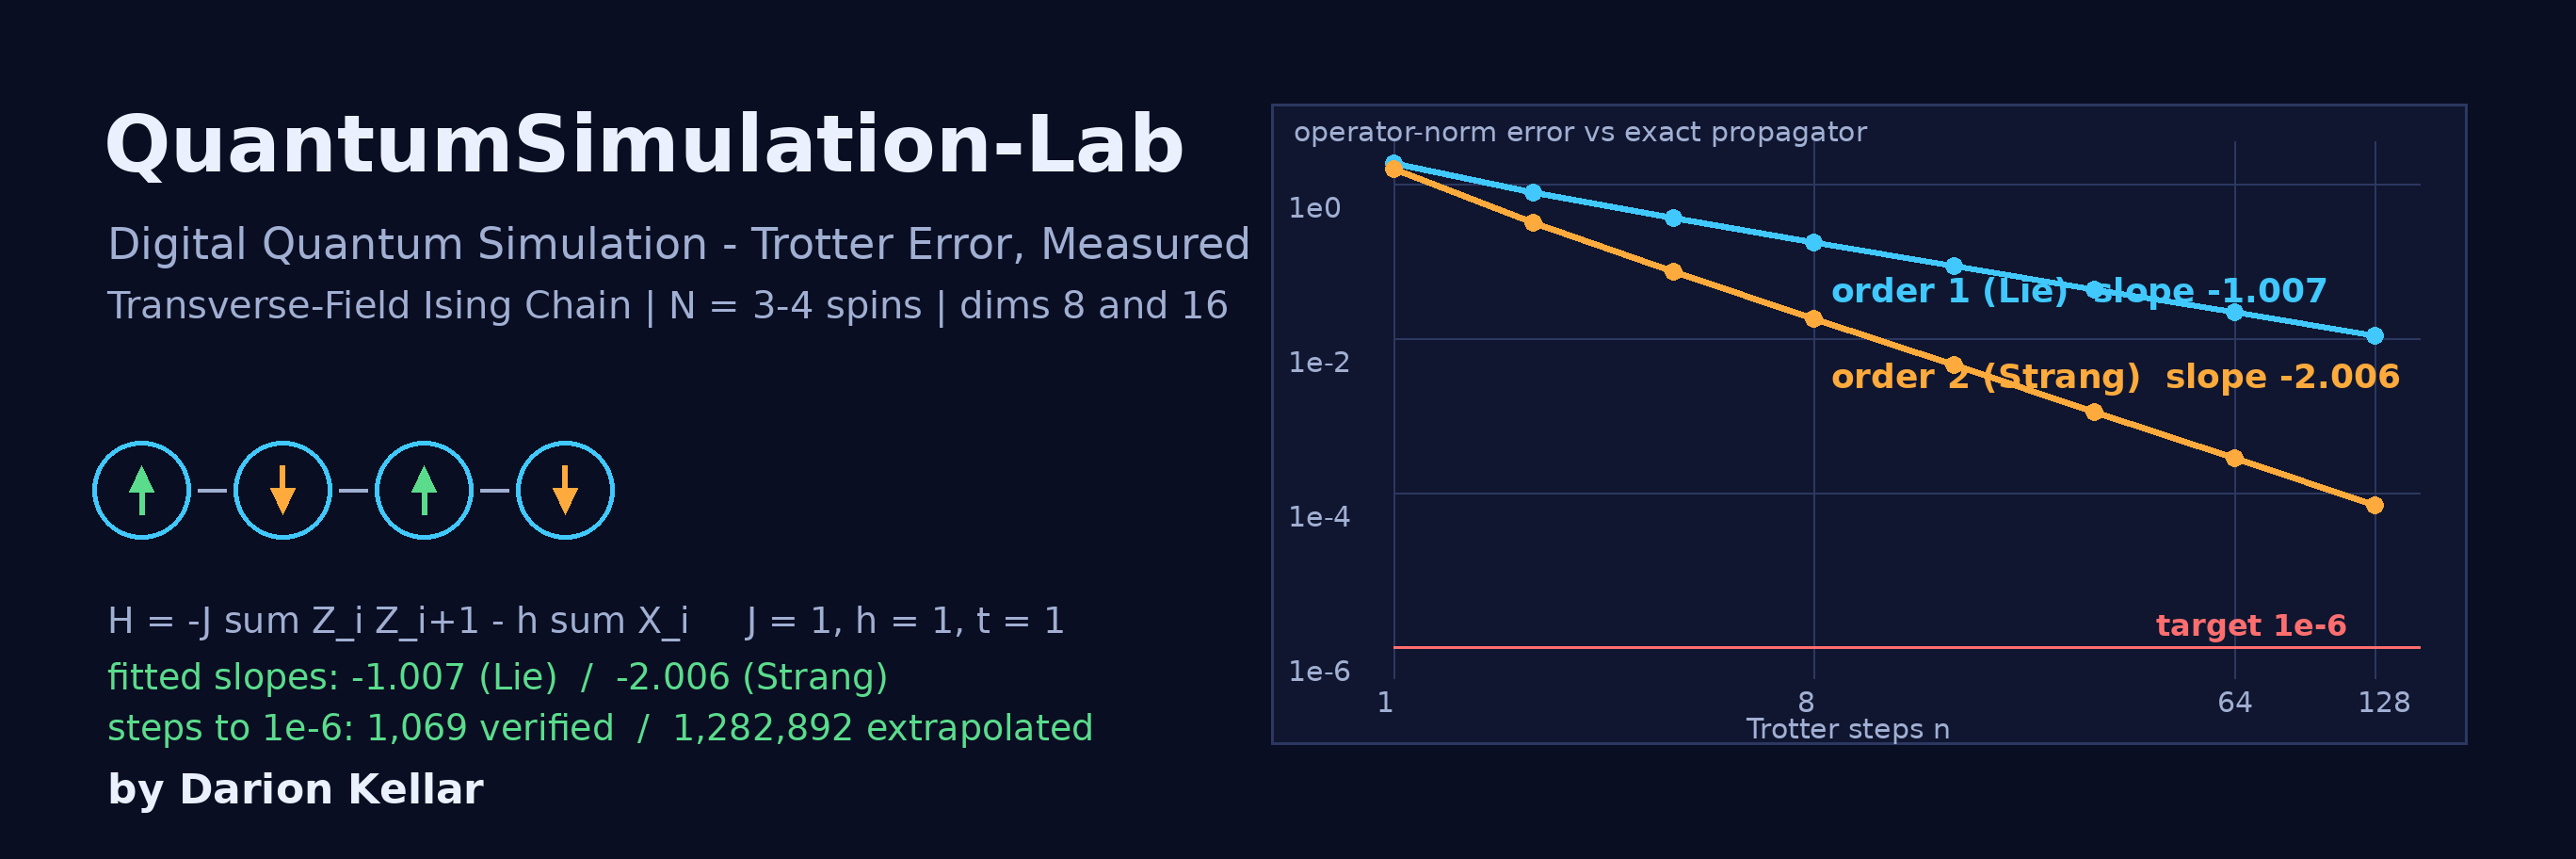 QuantumSimulation-Lab
Digital Quantum Simulation - Trotter Error, Measured
Transverse-Field Ising Chain | N = 3-4 spins | dims 8 and 16
H = -J sum Z_i Z_i+1 - h sum X_i     J = 1, h = 1, t = 1
fitted slopes: -1.007 (Lie)  /  -2.006 (Strang)
steps to 1e-6: 1,069 verified  /  1,282,892 extrapolated
by Darion Kellar
operator-norm error vs exact propagator
1e0
order 1 (Lie)  slope -1.007
1e-2
order 2 (Strang)  slope -2.006
1e-4
target 1e-6
1e-6
1 8 64 128
Trotter steps n